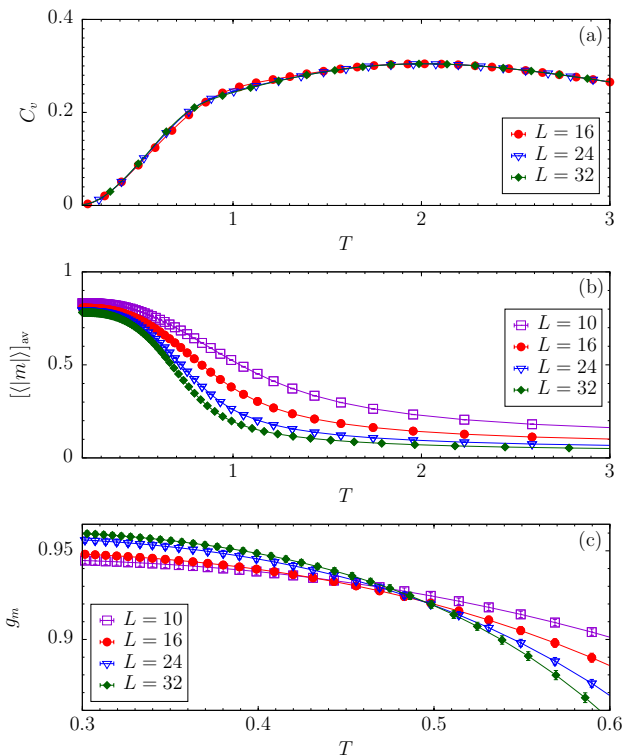 (a)
0.4
0.2
0
C_v
L = 16
L = 24
L = 32
1
2
3
T
(b)
1
0.5
0
[⟨|m|⟩]_av
L = 10
L = 16
L = 24
L = 32
1
2
3
T
(c)
0.95
0.9
g_m
L = 10
L = 16
L = 24
L = 32
0.3
0.4
0.5
0.6
T